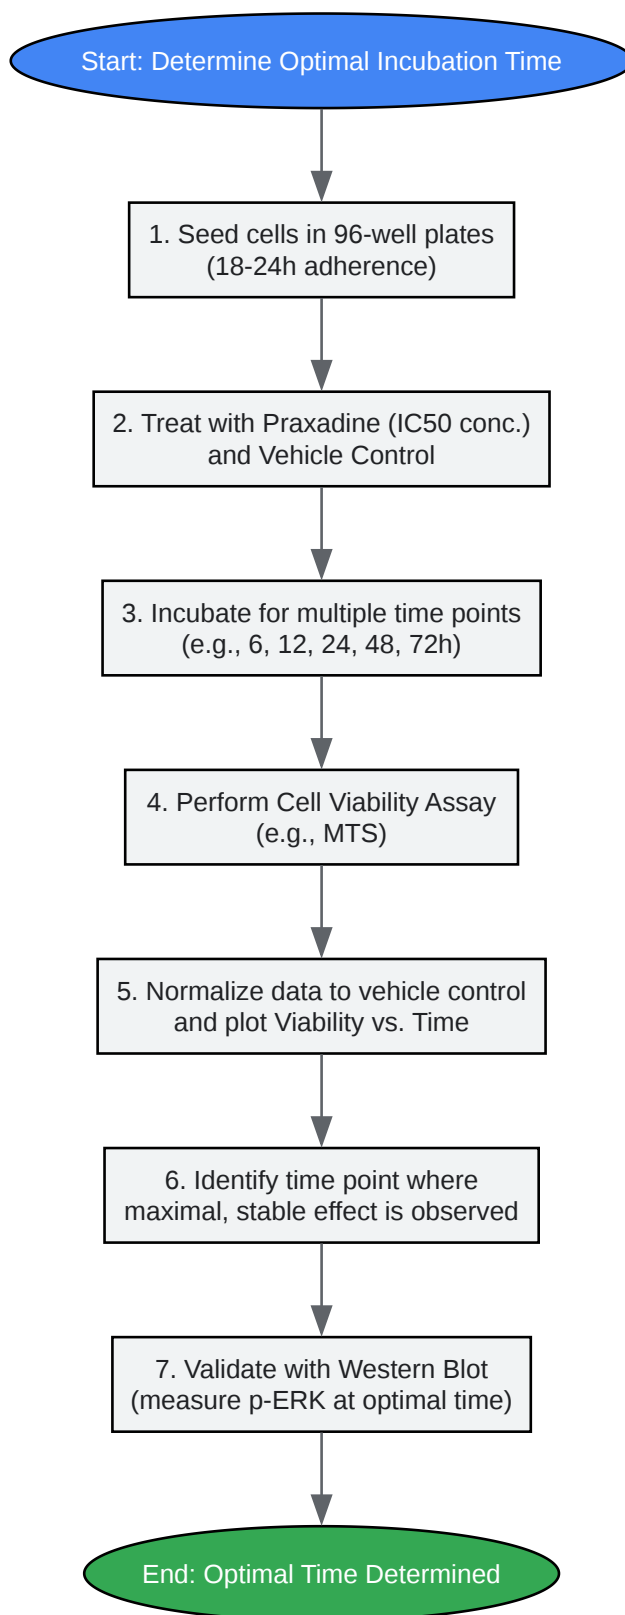 Start: Determine Optimal Incubation Time
1. Seed cells in 96-well plates
(18-24h adherence)
2. Treat with Praxadine (IC50 conc.)
and Vehicle Control
3. Incubate for multiple time points
(e.g., 6, 12, 24, 48, 72h)
4. Perform Cell Viability Assay
(e.g., MTS)
5. Normalize data to vehicle control
and plot Viability vs. Time
6. Identify time point where
maximal, stable effect is observed
7. Validate with Western Blot
(measure p-ERK at optimal time)
End: Optimal Time Determined